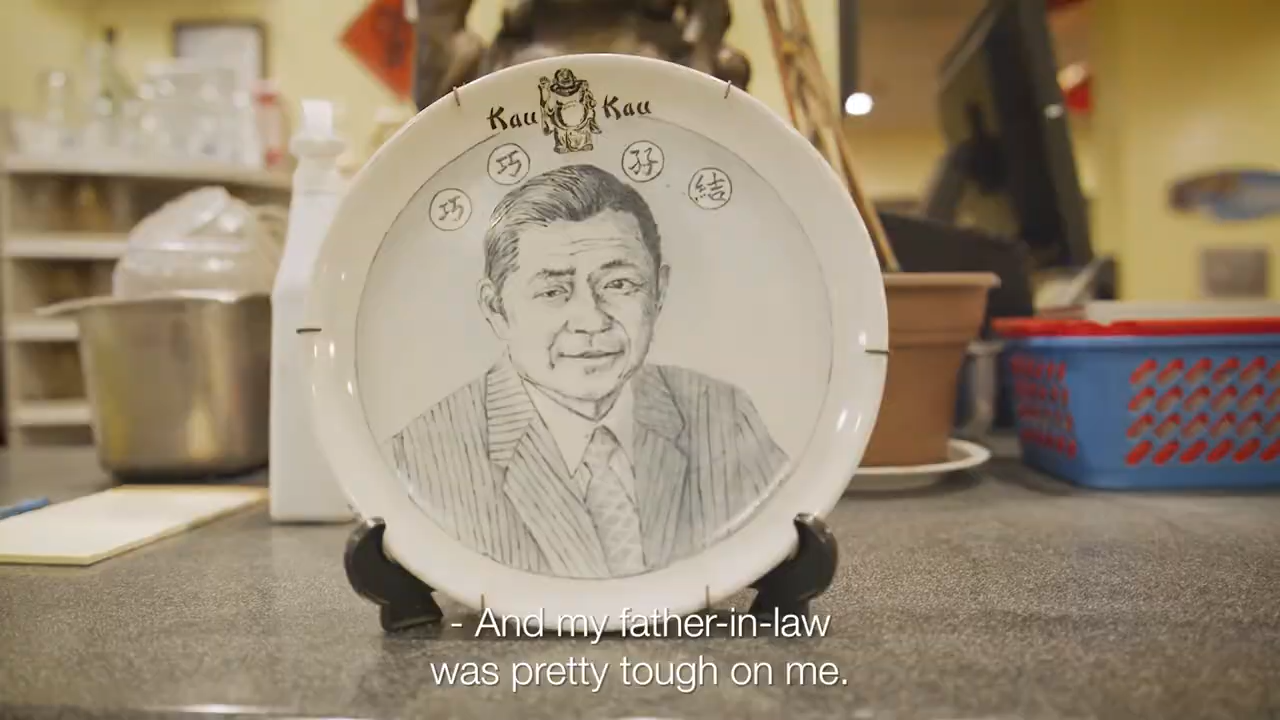 Kau Kau
巧 巧 孖 結
- And my father-in-law
was pretty tough on me.